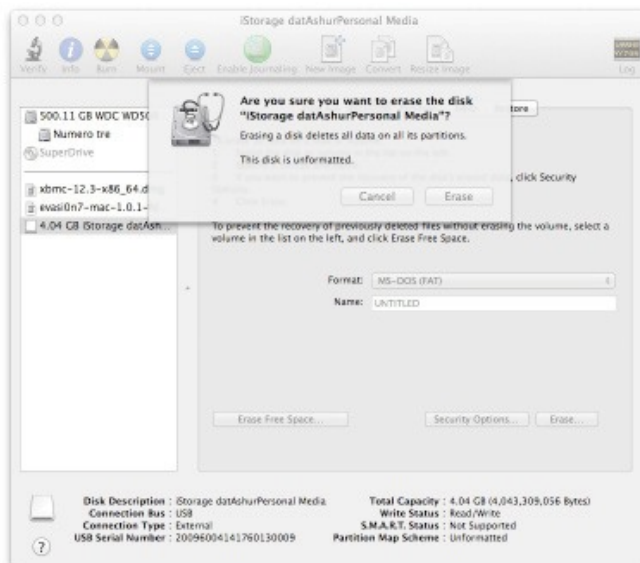 iStorage datAshurPersonal Media
Verify Info Burn Mount Eject Enable Journaling New Image Convert Resize Image Log
Are you sure you want to erase the disk
"iStorage datAshurPersonal Media"?
Erasing a disk deletes all data on all its partitions.
This disk is unformatted.
Cancel Erase
500.11 GB WDC WD50
Numero tre
SuperDrive
xbmc-12.3-x86_64.d
evasi0n7-mac-1.0.1-
4.04 GB iStorage datAsh...
store
, click Security
To prevent the recovery of previously deleted files without erasing the volume, select a
volume in the list on the left, and click Erase Free Space.
Format: MS-DOS (FAT)
Name: UNTITLED
Erase Free Space... Security Options... Erase...
Disk Description : iStorage datAshurPersonal Media
Connection Bus : USB
Connection Type : External
USB Serial Number : 20096004141760130009
Total Capacity : 4.04 GB (4,043,309,056 Bytes)
Write Status : Read/Write
S.M.A.R.T. Status : Not Supported
Partition Map Scheme : Unformatted
?